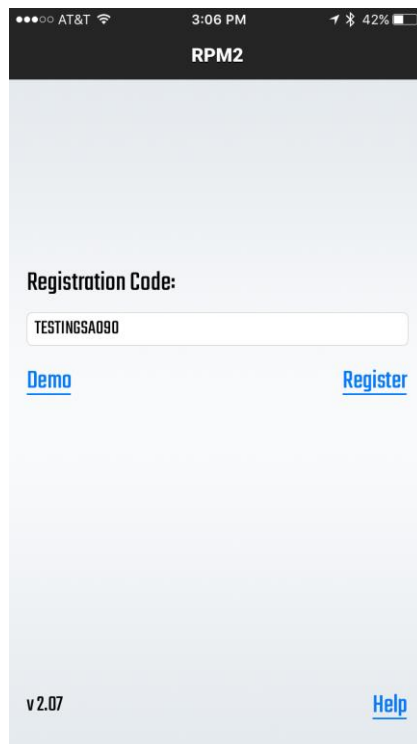 AT&T 3:06 PM 42%
RPM2
Registration Code:
TESTINGSA090
Demo Register
v 2.07 Help